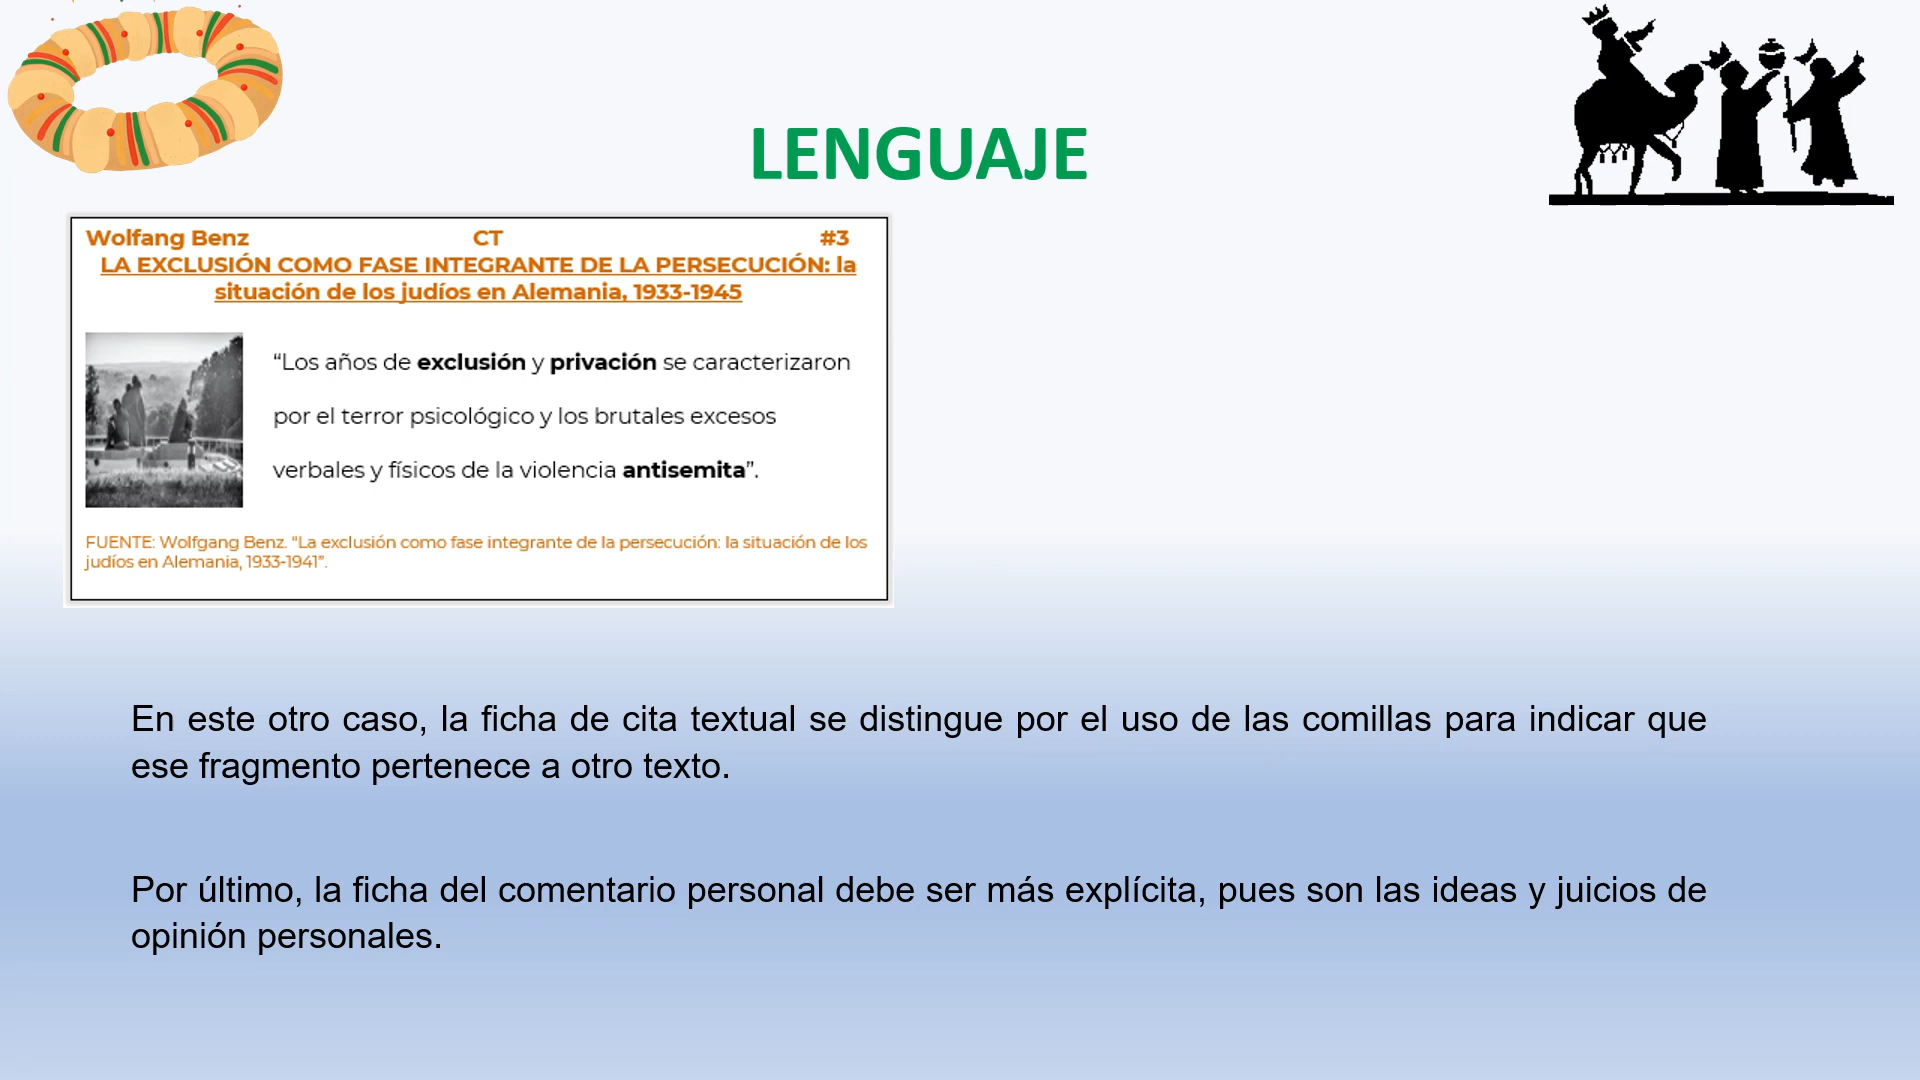 LENGUAJE
Wolfang Benz CT #3
LA EXCLUSIÓN COMO FASE INTEGRANTE DE LA PERSECUCIÓN: la
situación de los judíos en Alemania, 1933-1945
“Los años de exclusión y privación se caracterizaron
por el terror psicológico y los brutales excesos
verbales y físicos de la violencia antisemita”.
FUENTE: Wolfgang Benz. “La exclusión como fase integrante de la persecución: la situación de los
judíos en Alemania, 1933-1941”.
En este otro caso, la ficha de cita textual se distingue por el uso de las comillas para indicar que
ese fragmento pertenece a otro texto.
Por último, la ficha del comentario personal debe ser más explícita, pues son las ideas y juicios de
opinión personales.